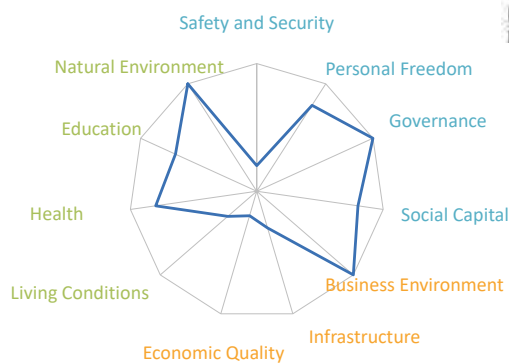 Safety and Security
Natural Environment
Personal Freedom
Education
Governance
Health
Social Capital
Living Conditions
Business Environment
Economic Quality
Infrastructure